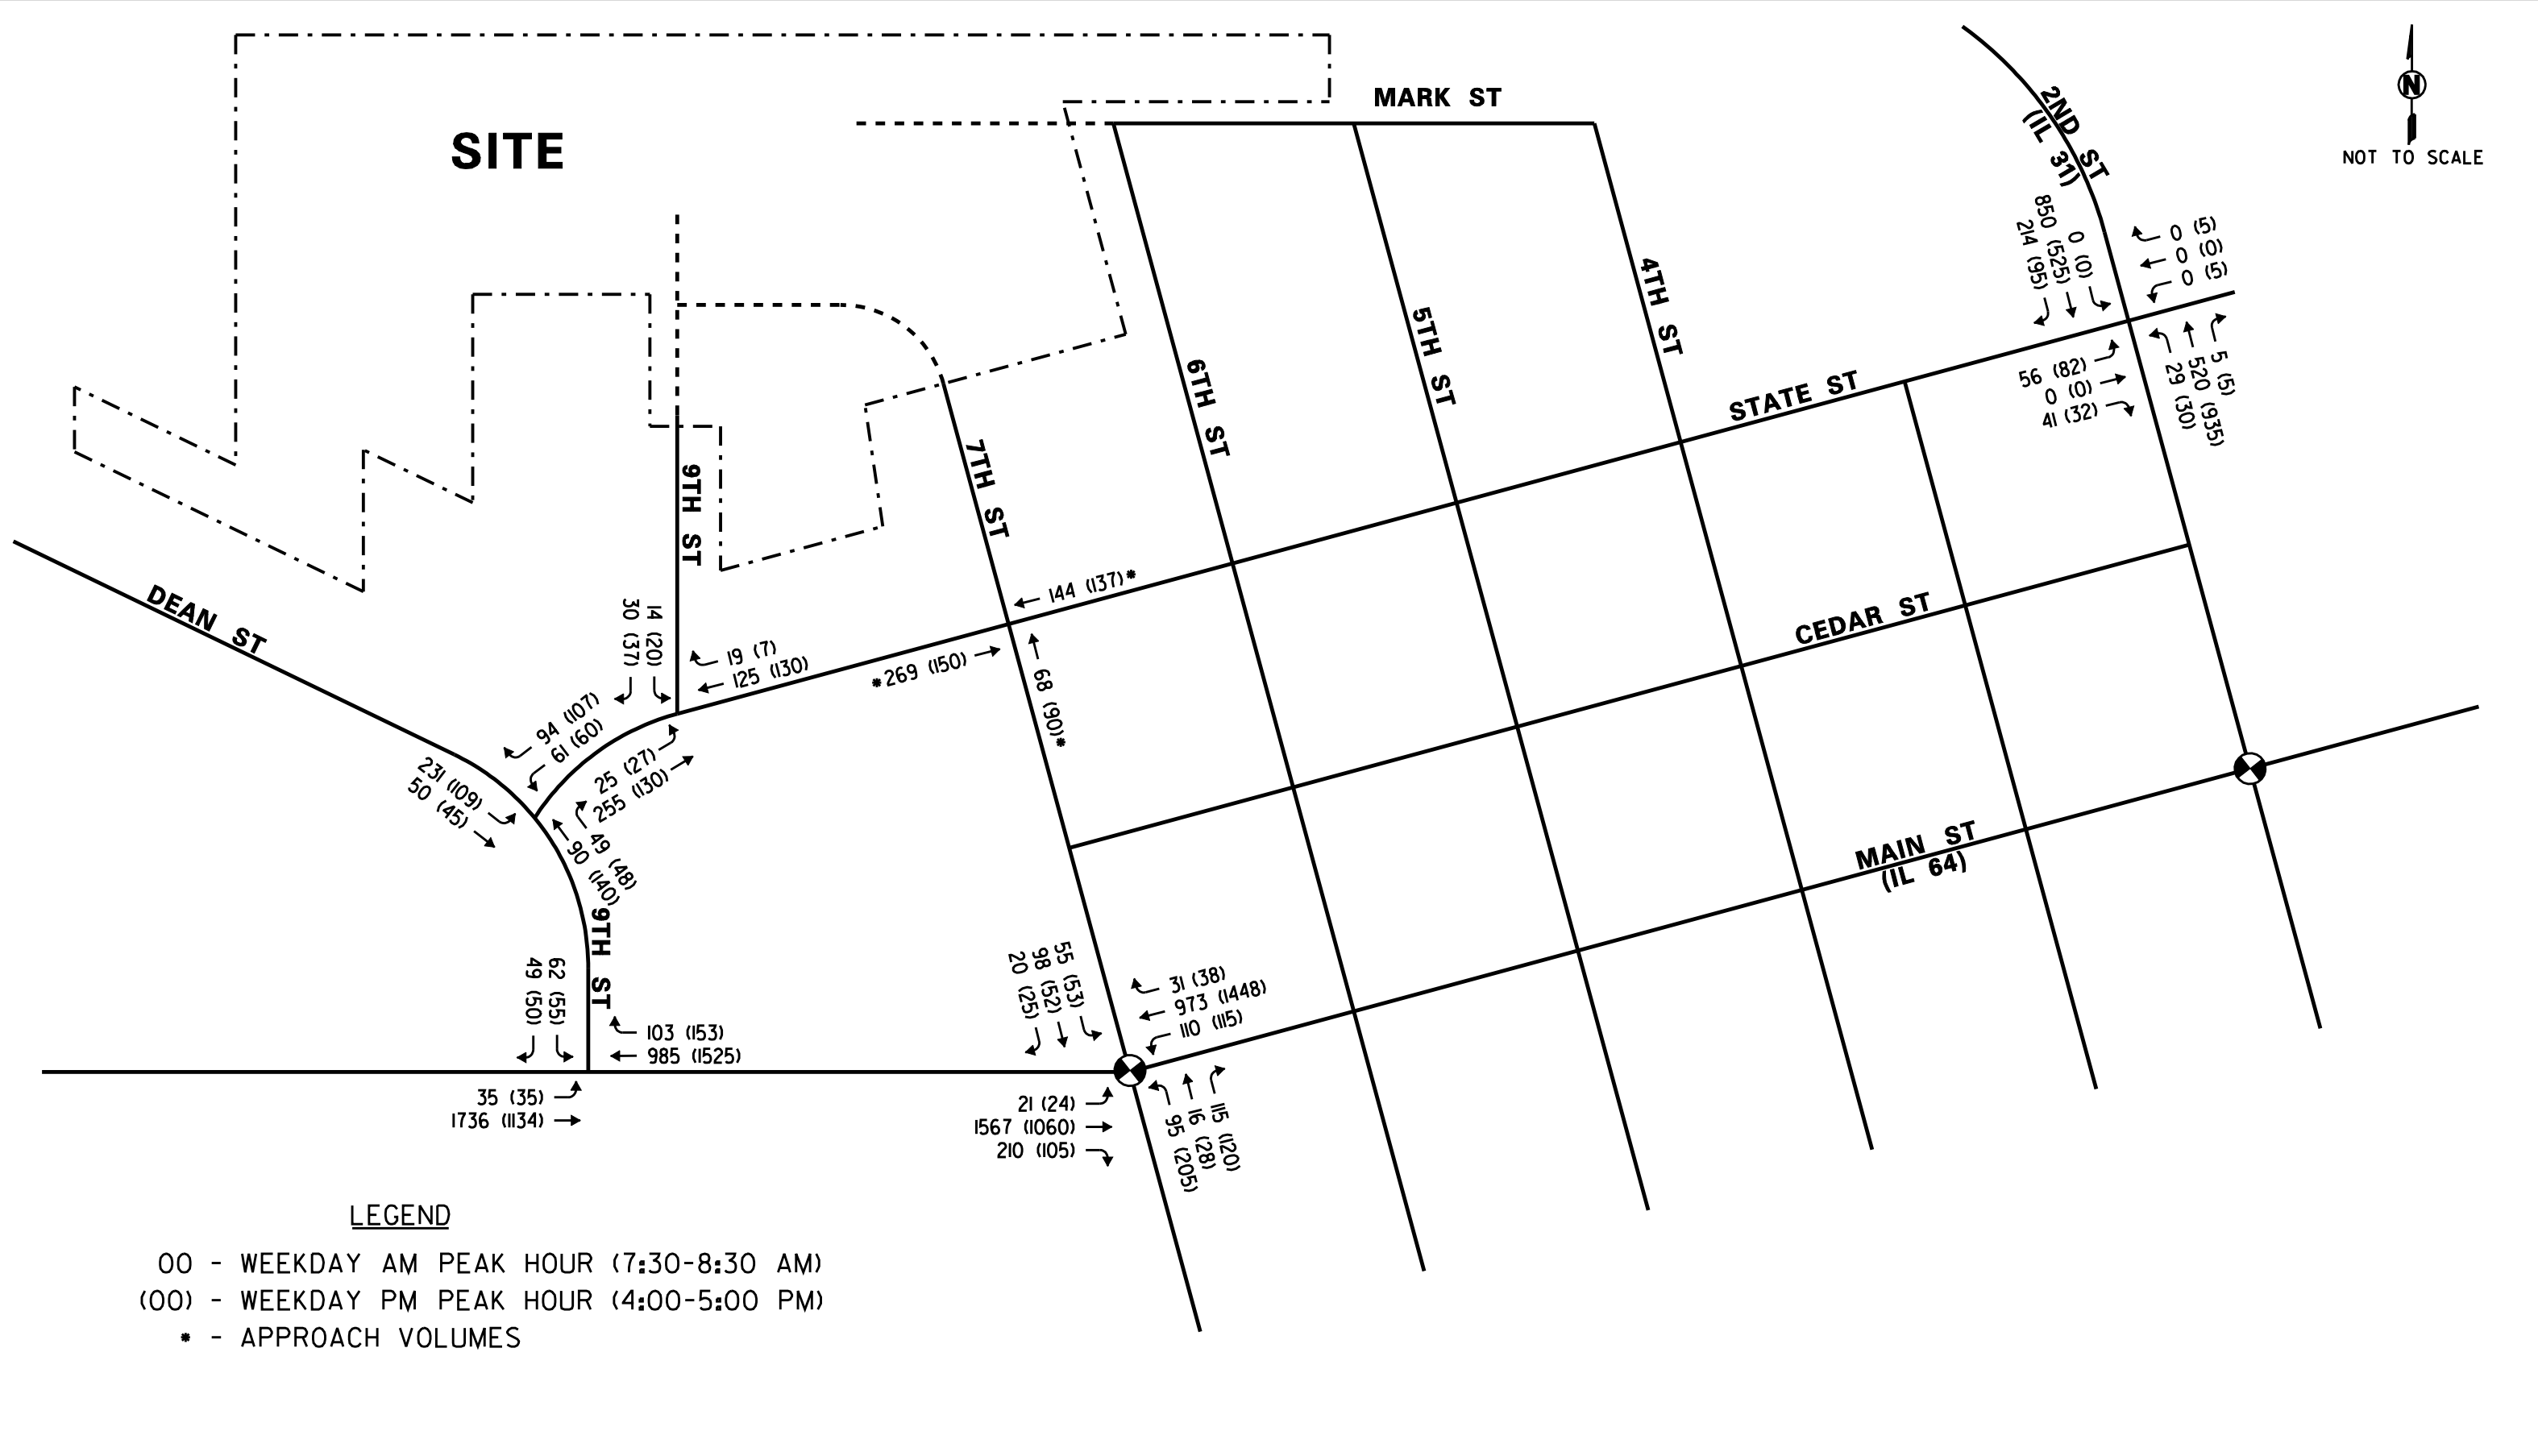 MARK ST
2ND ST
(IL 31)
N
NOT TO SCALE
SITE
850 (525)
0 (0)
214 (95)
0 (5)
0 (0)
0 (5)
4TH ST
5TH ST
6TH ST
STATE ST
56 (82)
0 (0)
41 (32)
5 (5)
520 (935)
29 (30)
7TH ST
9TH ST
144 (137)*
DEAN ST
14 (20)
30 (37)
19 (7)
125 (130)
*269 (150)
68 (90)*
CEDAR ST
94 (107)
61 (60)
25 (27)
255 (130)
231 (109)
50 (45)
49 (48)
90 (140)
MAIN ST
(IL 64)
9TH ST
62 (55)
49 (50)
55 (53)
98 (52)
20 (25)
31 (38)
973 (1448)
110 (115)
103 (153)
985 (1525)
35 (35)
1736 (1134)
21 (24)
1567 (1060)
210 (105)
115 (120)
16 (28)
95 (205)
LEGEND
00 - WEEKDAY AM PEAK HOUR (7:30-8:30 AM)
(00) - WEEKDAY PM PEAK HOUR (4:00-5:00 PM)
* - APPROACH VOLUMES